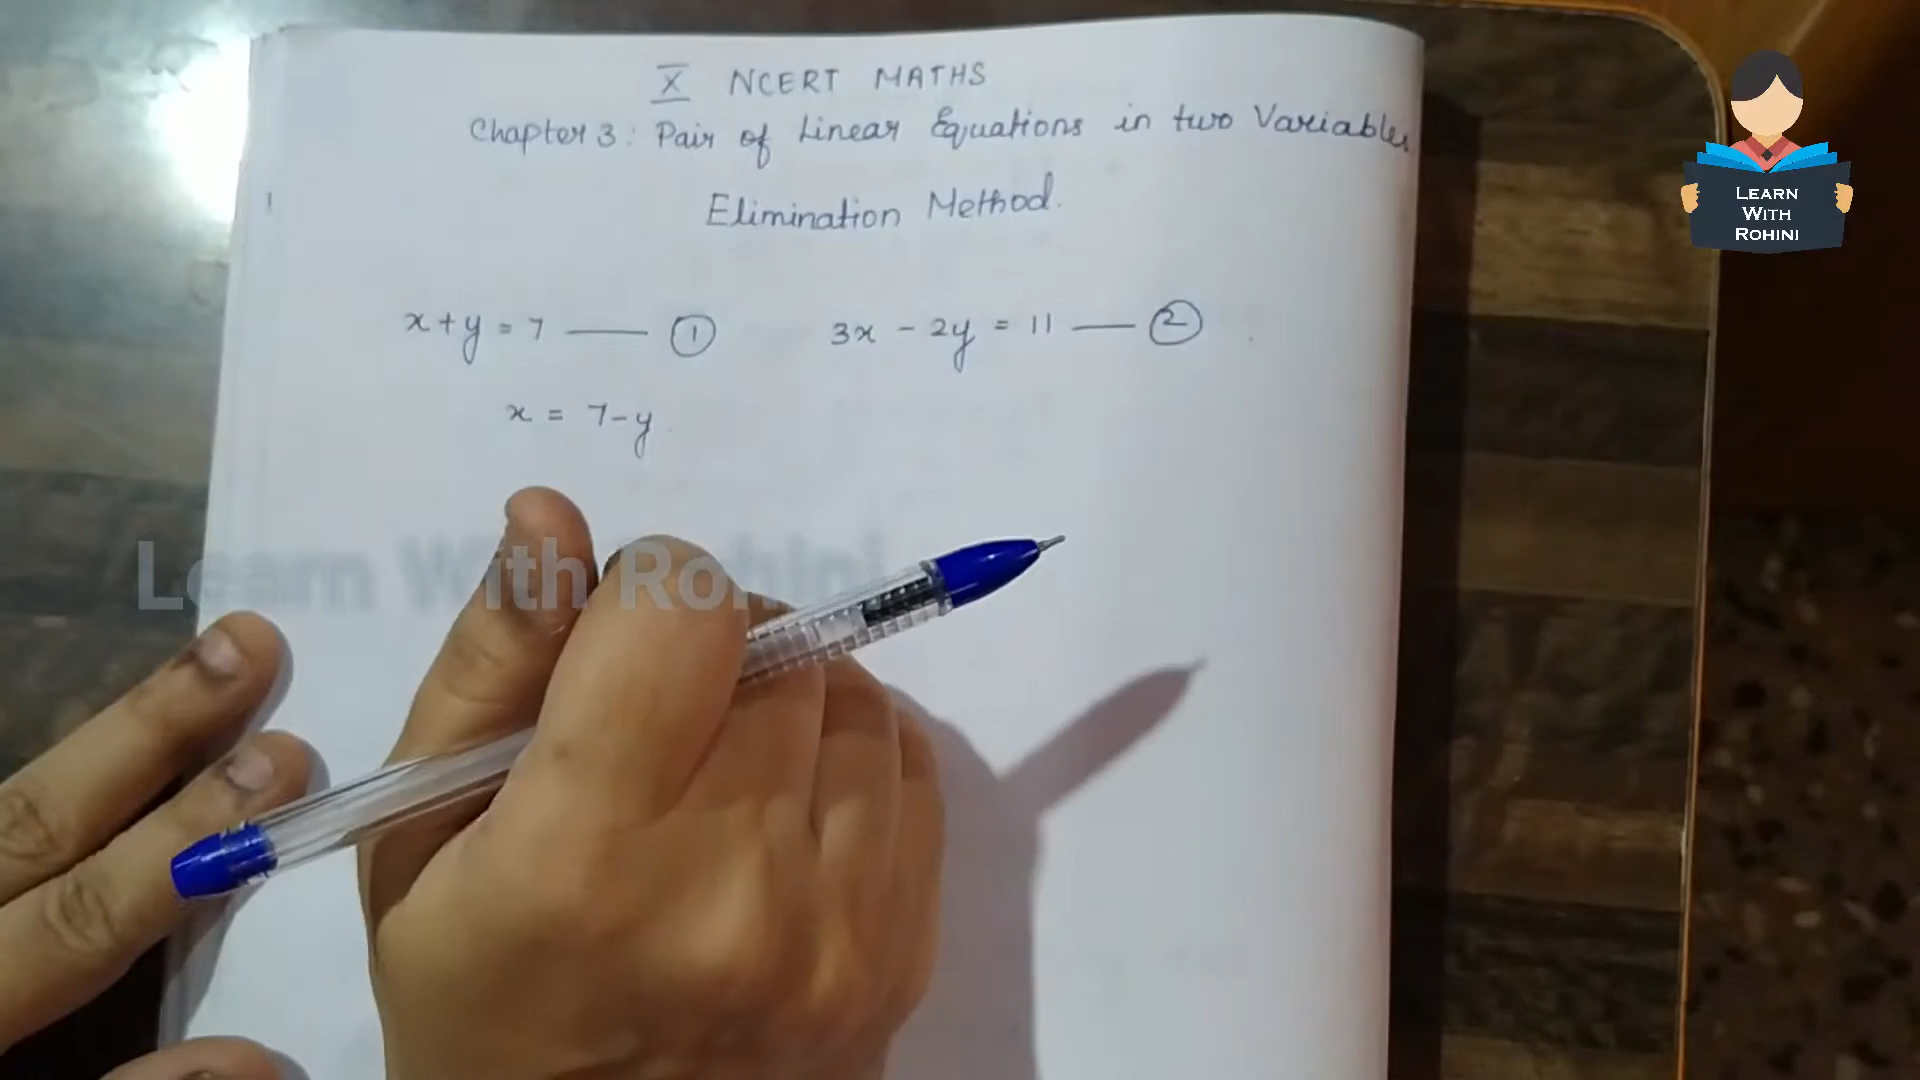 X NCERT MATHS
Chapter 3: Pair of Linear Equations in two Variables
Elimination Method.
x + y = 7 —— ① 3x - 2y = 11 —— ②
x = 7 - y
Learn With Rohini
LEARN
WITH
ROHINI